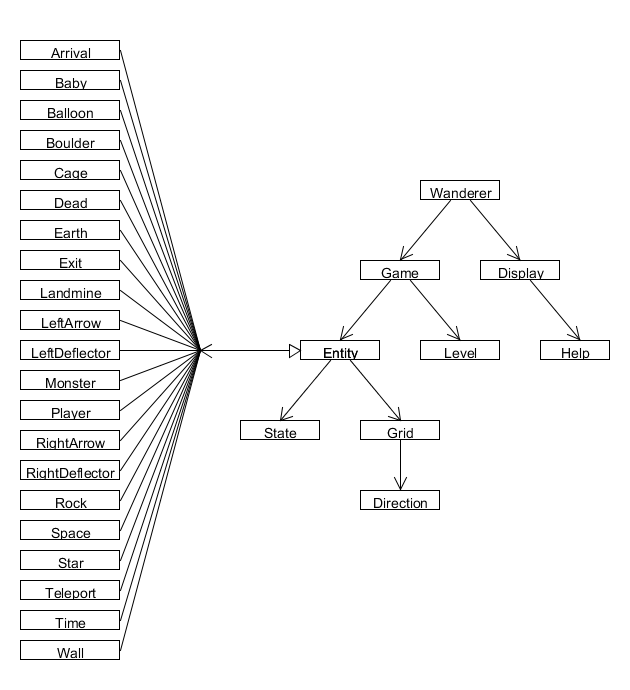 Arrival
Baby
Balloon
Boulder
Cage
Dead
Earth
Exit
Landmine
LeftArrow
LeftDeflector
Monster
Player
RightArrow
RightDeflector
Rock
Space
Star
Teleport
Time
Wall
Wanderer
Game
Display
Entity
Level
Help
State
Grid
Direction